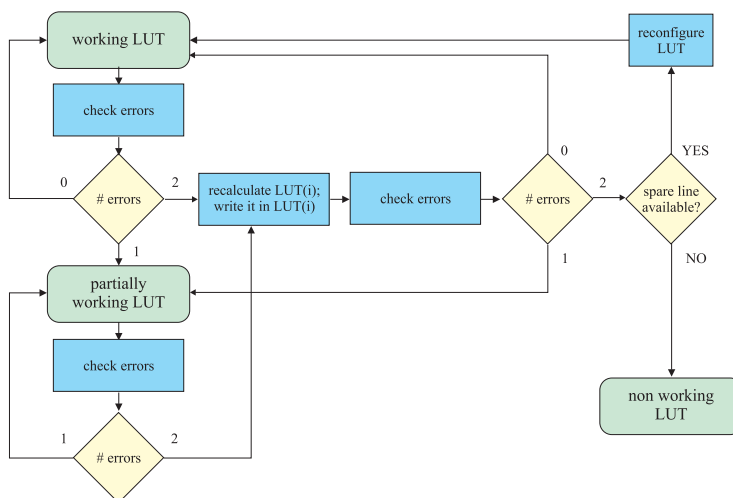 working LUT
reconfigure
LUT
check errors
0
YES
0
# errors
2
recalculate LUT(i);
write it in LUT(i)
check errors
# errors
2
spare line
available?
1
1
NO
partially
working LUT
check errors
non working
LUT
1
# errors
2